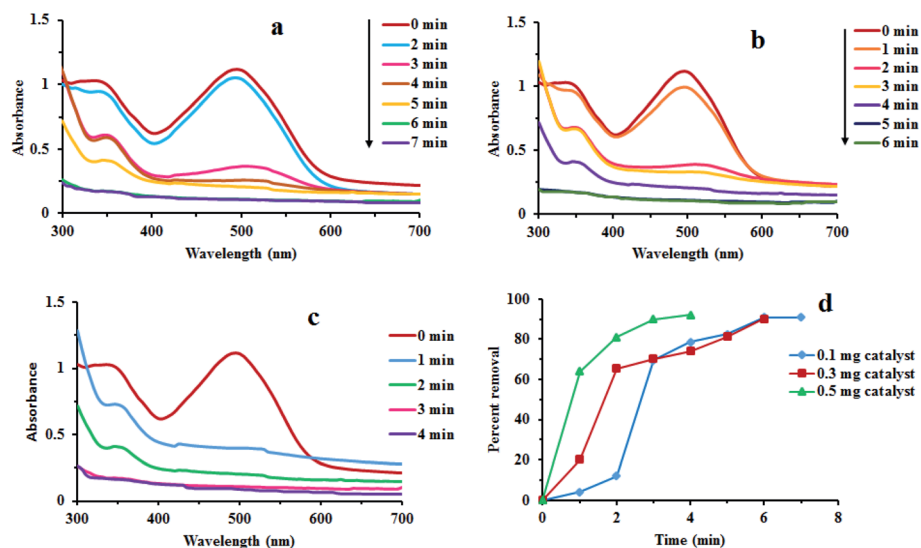 a
Absorbance
1.5
1
0.5
0
300
400
500
600
700
Wavelength (nm)
0 min
2 min
3 min
4 min
5 min
6 min
7 min
b
Absorbance
1.5
1
0.5
0
300
400
500
600
700
Wavelength (nm)
0 min
1 min
2 min
3 min
4 min
5 min
6 min
c
Absorbance
1.5
1
0.5
0
300
400
500
600
700
Wavelength (nm)
0 min
1 min
2 min
3 min
4 min
d
Percent removal
100
80
60
40
20
0
0
2
4
6
8
Time (min)
0.1 mg catalyst
0.3 mg catalyst
0.5 mg catalyst